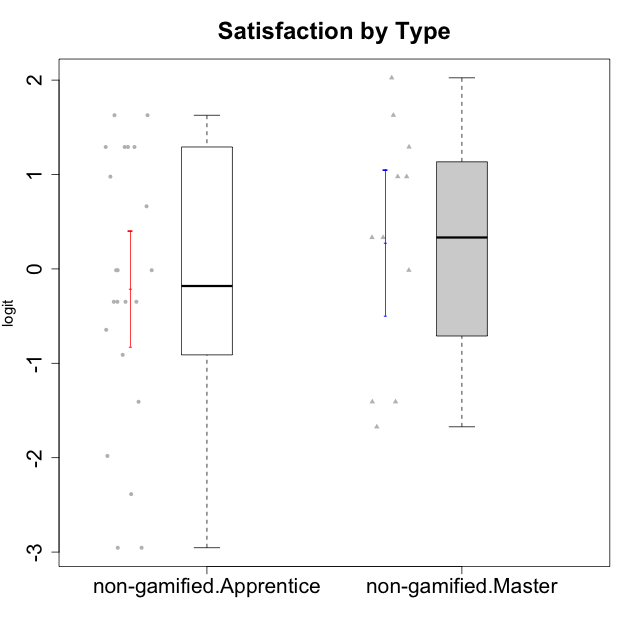 Satisfaction by Type
logit
2
1
0
-1
-2
-3
non-gamified.Apprentice
non-gamified.Master